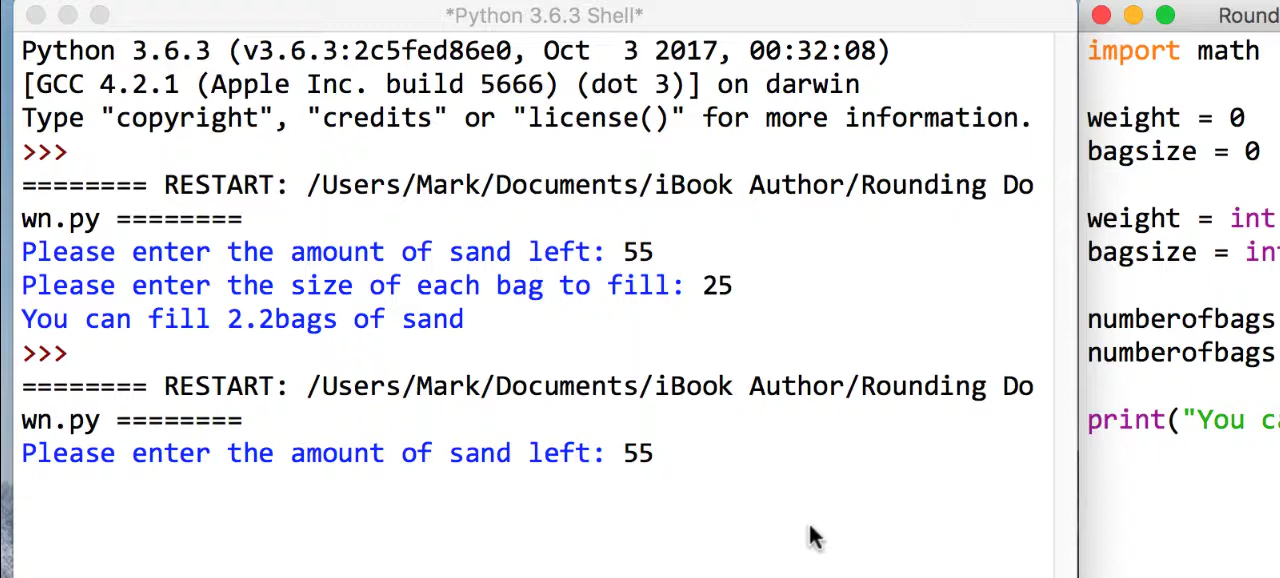 *Python 3.6.3 Shell*
Python 3.6.3 (v3.6.3:2c5fed86e0, Oct  3 2017, 00:32:08)
[GCC 4.2.1 (Apple Inc. build 5666) (dot 3)] on darwin
Type "copyright", "credits" or "license()" for more information.
>>>
======== RESTART: /Users/Mark/Documents/iBook Author/Rounding Do
wn.py ========
Please enter the amount of sand left: 55
Please enter the size of each bag to fill: 25
You can fill 2.2bags of sand
>>>
======== RESTART: /Users/Mark/Documents/iBook Author/Rounding Do
wn.py ========
Please enter the amount of sand left: 55
Round
import math
weight = 0
bagsize = 0
weight = int
bagsize = int
numberofbags
numberofbags
print("You ca